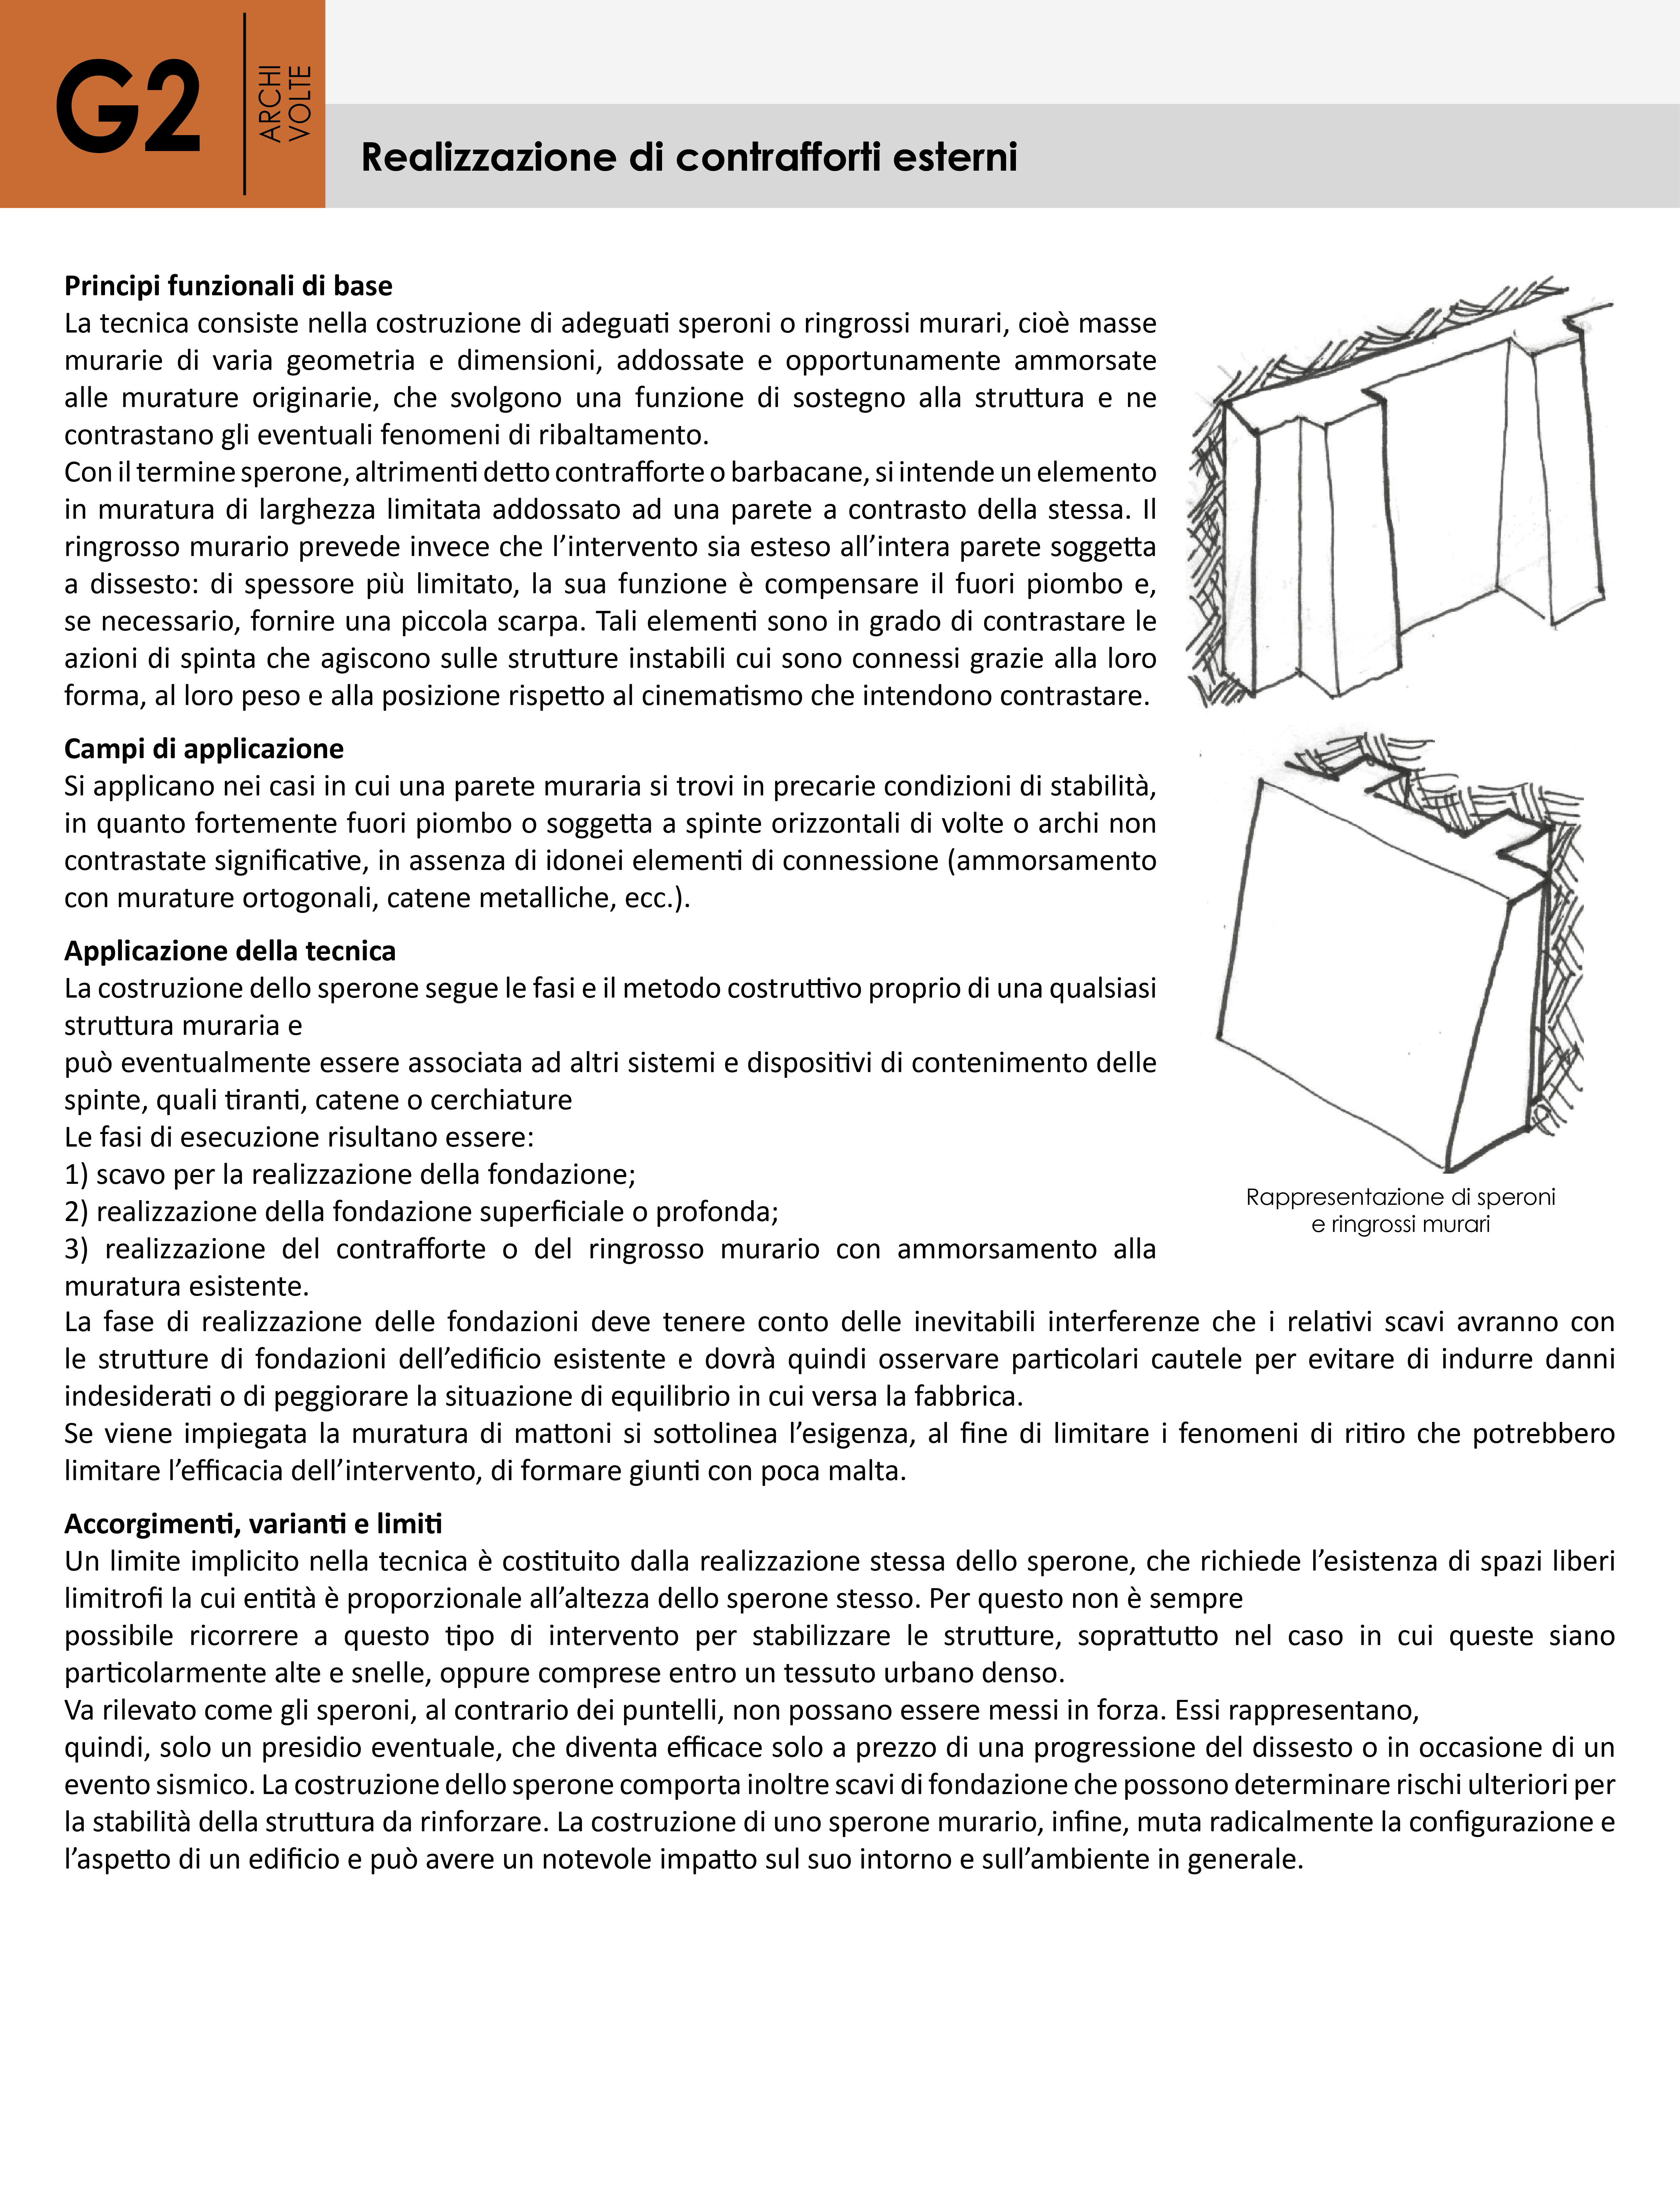 G2
ARCHI
VOLTE
Realizzazione di contrafforti esterni
Principi funzionali di base
La tecnica consiste nella costruzione di adeguati speroni o ringrossi murari, cioè masse
murarie di varia geometria e dimensioni, addossate e opportunamente ammorsate
alle murature originarie, che svolgono una funzione di sostegno alla struttura e ne
contrastano gli eventuali fenomeni di ribaltamento.
Con il termine sperone, altrimenti detto contrafforte o barbacane, si intende un elemento
in muratura di larghezza limitata addossato ad una parete a contrasto della stessa. Il
ringrosso murario prevede invece che l’intervento sia esteso all’intera parete soggetta
a dissesto: di spessore più limitato, la sua funzione è compensare il fuori piombo e,
se necessario, fornire una piccola scarpa. Tali elementi sono in grado di contrastare le
azioni di spinta che agiscono sulle strutture instabili cui sono connessi grazie alla loro
forma, al loro peso e alla posizione rispetto al cinematismo che intendono contrastare.
Campi di applicazione
Si applicano nei casi in cui una parete muraria si trovi in precarie condizioni di stabilità,
in quanto fortemente fuori piombo o soggetta a spinte orizzontali di volte o archi non
contrastate significative, in assenza di idonei elementi di connessione (ammorsamento
con murature ortogonali, catene metalliche, ecc.).
Applicazione della tecnica
La costruzione dello sperone segue le fasi e il metodo costruttivo proprio di una qualsiasi
struttura muraria e
può eventualmente essere associata ad altri sistemi e dispositivi di contenimento delle
spinte, quali tiranti, catene o cerchiature
Le fasi di esecuzione risultano essere:
1) scavo per la realizzazione della fondazione;
2) realizzazione della fondazione superficiale o profonda;
3) realizzazione del contrafforte o del ringrosso murario con ammorsamento alla
muratura esistente.
Rappresentazione di speroni
e ringrossi murari
La fase di realizzazione delle fondazioni deve tenere conto delle inevitabili interferenze che i relativi scavi avranno con
le strutture di fondazioni dell’edificio esistente e dovrà quindi osservare particolari cautele per evitare di indurre danni
indesiderati o di peggiorare la situazione di equilibrio in cui versa la fabbrica.
Se viene impiegata la muratura di mattoni si sottolinea l’esigenza, al fine di limitare i fenomeni di ritiro che potrebbero
limitare l’efficacia dell’intervento, di formare giunti con poca malta.
Accorgimenti, varianti e limiti
Un limite implicito nella tecnica è costituito dalla realizzazione stessa dello sperone, che richiede l’esistenza di spazi liberi
limitrofi la cui entità è proporzionale all’altezza dello sperone stesso. Per questo non è sempre
possibile ricorrere a questo tipo di intervento per stabilizzare le strutture, soprattutto nel caso in cui queste siano
particolarmente alte e snelle, oppure comprese entro un tessuto urbano denso.
Va rilevato come gli speroni, al contrario dei puntelli, non possano essere messi in forza. Essi rappresentano,
quindi, solo un presidio eventuale, che diventa efficace solo a prezzo di una progressione del dissesto o in occasione di un
evento sismico. La costruzione dello sperone comporta inoltre scavi di fondazione che possono determinare rischi ulteriori per
la stabilità della struttura da rinforzare. La costruzione di uno sperone murario, infine, muta radicalmente la configurazione e
l’aspetto di un edificio e può avere un notevole impatto sul suo intorno e sull’ambiente in generale.